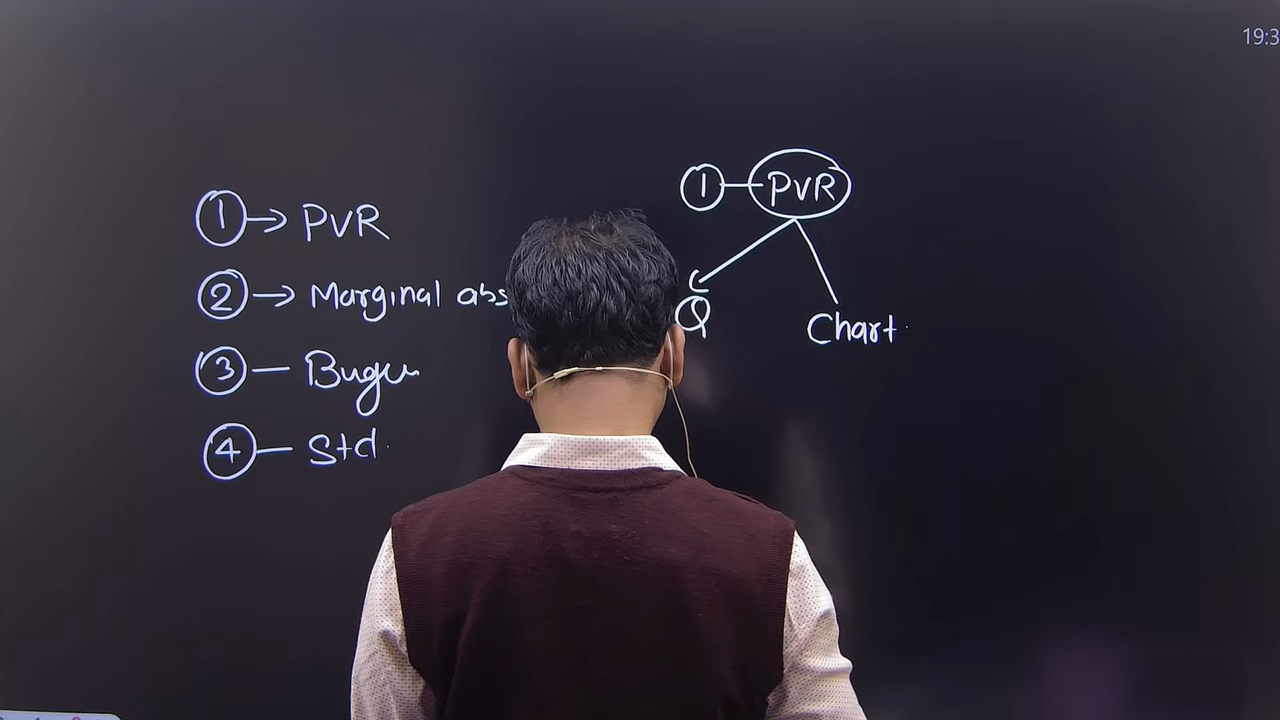 19:3
① → PVR
② → Marginal abs
③ — Bugu
④ — Std.
① — PVR
Q
Chart